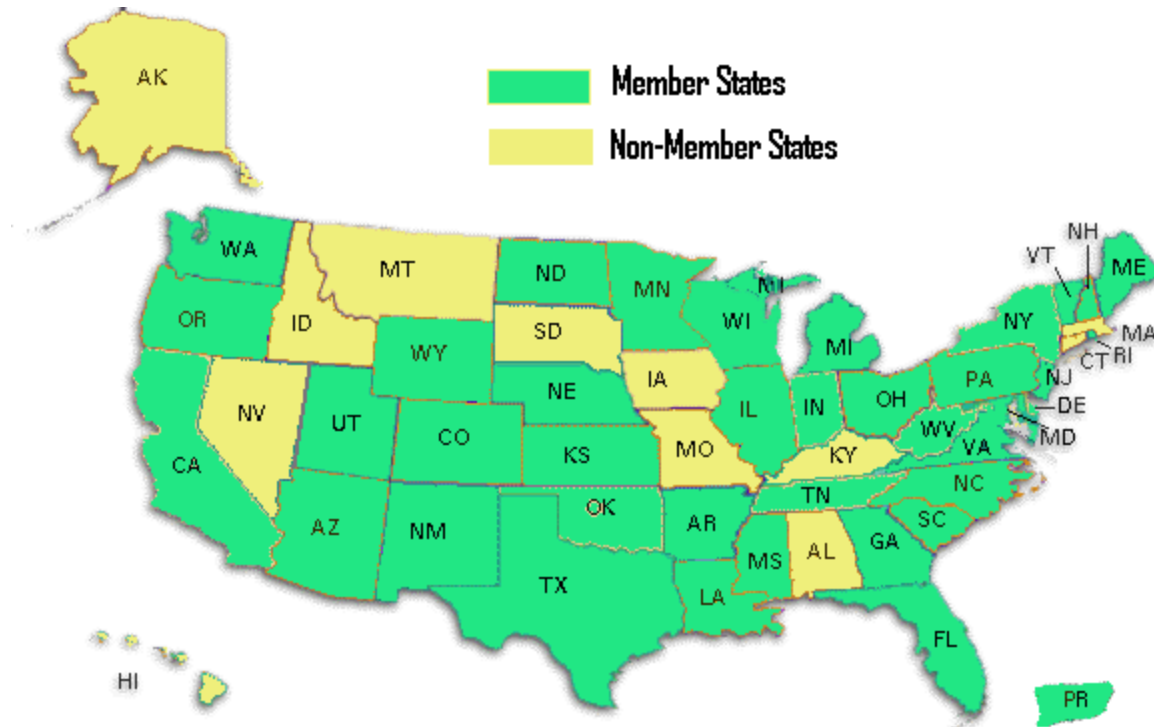 AK
Member States
Non-Member States
WA
MT
ND
MN
MI
NH
VT
ME
OR
ID
SD
WI
NY
MA
WY
MI
RI
CT
IA
NE
PA
NJ
NV
UT
CO
IL
IN
OH
DE
MD
WV
VA
KS
MO
KY
CA
NC
TN
OK
AZ
NM
AR
SC
MS
AL
GA
TX
LA
FL
HI
PR